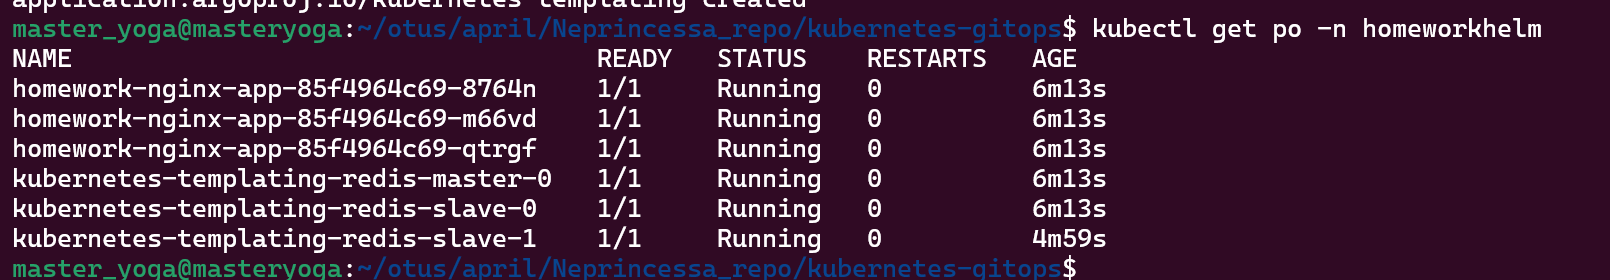 application.argoproj.io/kubernetes-templating created
master_yoga@masteryoga:~/otus/april/Neprincessa_repo/kubernetes-gitops$ kubectl get po -n homeworkhelm
NAME READY STATUS RESTARTS AGE
homework-nginx-app-85f4964c69-8764n 1/1 Running 0 6m13s
homework-nginx-app-85f4964c69-m66vd 1/1 Running 0 6m13s
homework-nginx-app-85f4964c69-qtrgf 1/1 Running 0 6m13s
kubernetes-templating-redis-master-0 1/1 Running 0 6m13s
kubernetes-templating-redis-slave-0 1/1 Running 0 6m13s
kubernetes-templating-redis-slave-1 1/1 Running 0 4m59s
master_yoga@masteryoga:~/otus/april/Neprincessa_repo/kubernetes-gitops$